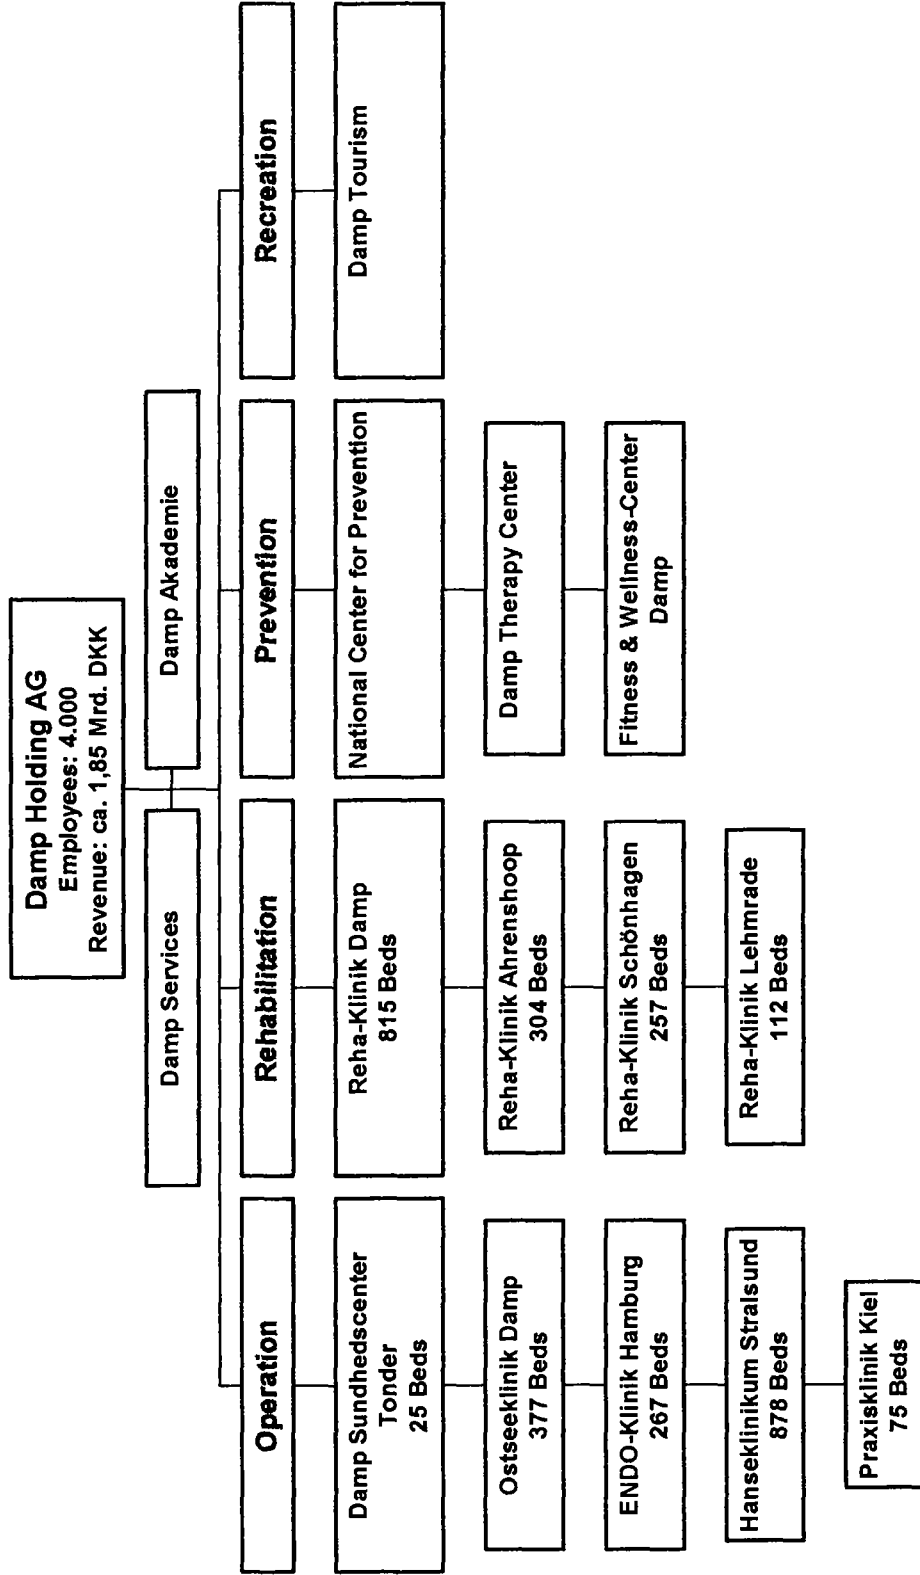 Damp Holding AG
Employees: 4.000
Revenue: ca. 1,85 Mrd. DKK
Damp Services
Damp Akademie
Operation
Rehabilitation
Prevention
Recreation
Damp Sundhedscenter
Tonder
25 Beds
Reha-Klinik Damp
815 Beds
National Center for Prevention
Damp Tourism
Ostseeklinik Damp
377 Beds
Reha-Klinik Ahrenshoop
304 Beds
Damp Therapy Center
ENDO-Klinik Hamburg
267 Beds
Reha-Klinik Schönhagen
257 Beds
Fitness & Wellness-Center
Damp
Hanseklinikum Stralsund
878 Beds
Reha-Klinik Lehmrade
112 Beds
Praxisklinik Kiel
75 Beds